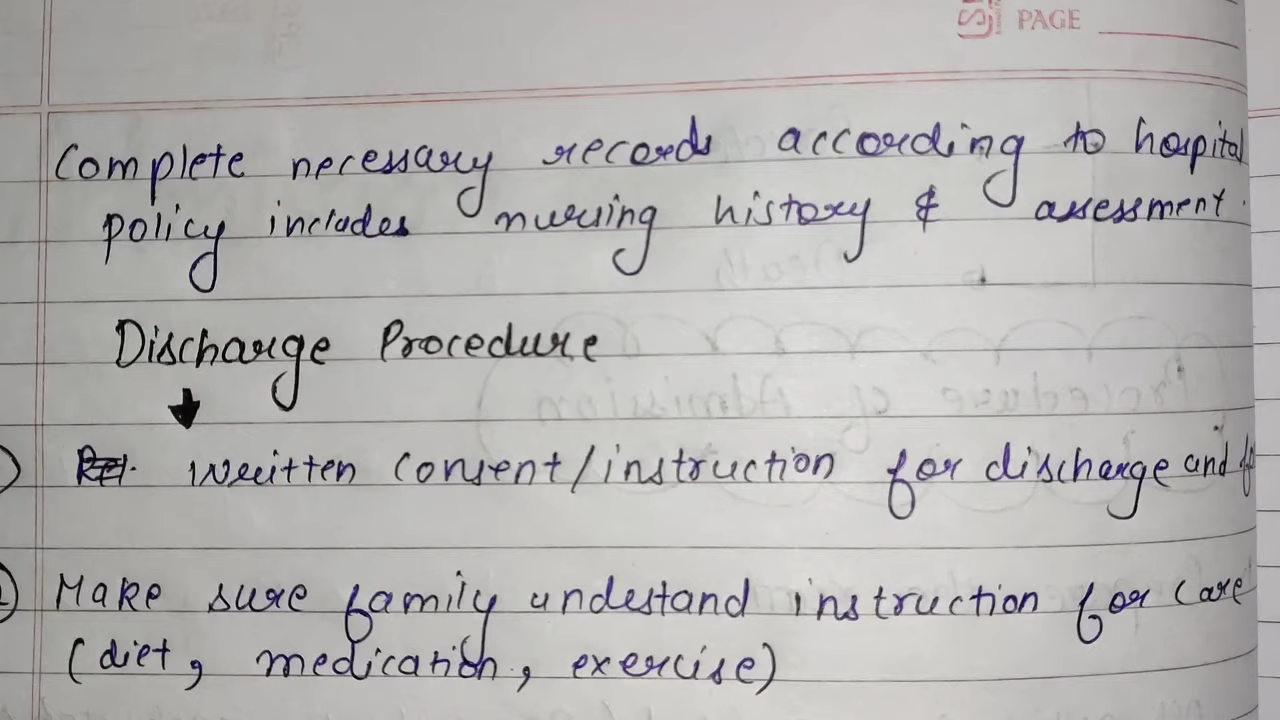 PAGE
Complete necessary records according to hospital
policy includes nursing history & assessment.
Discharge Procedure
↓
written consent/instruction for discharge and
Make sure family undestand instruction for care
(diet, medication, exercise)